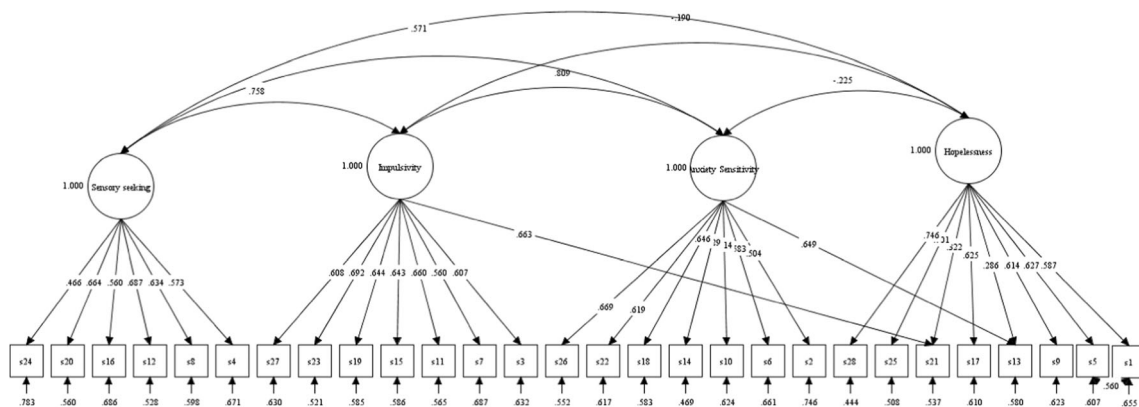 .571
-.190
.758
.809
-.225
1.000
Sensory seeking
1.000
Impulsivity
1.000
nxiety Sensitivity
1.000
Hopelessness
.466 .664 .560 .687 .634 .573
.608 .692 .644 .643 .660 .560 .607
.663
.669 .619 .646 14 .504
.649
.746 .625 .286 .614 .627 .587
s24 s20 s16 s12 s8 s4 s27 s23 s19 s15 s11 s7 s3 s26 s22 s18 s14 s10 s6 s2 s28 s25 s21 s17 s13 s9 s5 s1
.783 .560 .686 .528 .598 .671 .630 .521 .585 .586 .565 .687 .632 .552 .617 .583 .469 .624 .661 .746 .444 .508 .537 .610 .580 .623 .607 .560 .655